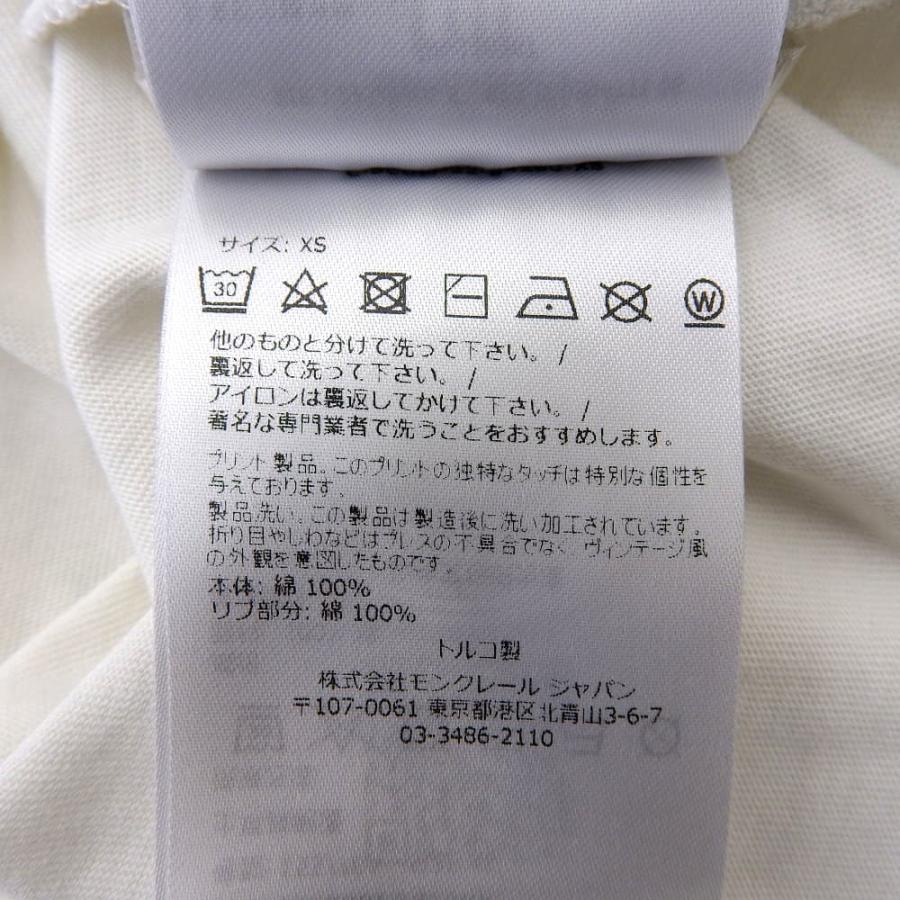 サイズ: XS
30
W
他のものと分けて洗って下さい。 /
裏返して洗って下さい。 /
アイロンは裏返してかけて下さい。 /
著名な専門業者で洗うことをおすすめします。
プリント製品。このプリントの独特なタッチは特別な個性を
与えております。
製品洗い。この製品は製造後に洗い加工されています。
折り目やしわなどはプレスの不具合でなく、ヴィンテージ風
の外観を意図したものです。
本体: 綿 100%
リブ部分: 綿 100%
トルコ製
株式会社モンクレール ジャパン
〒107-0061 東京都港区北青山3-6-7
03-3486-2110